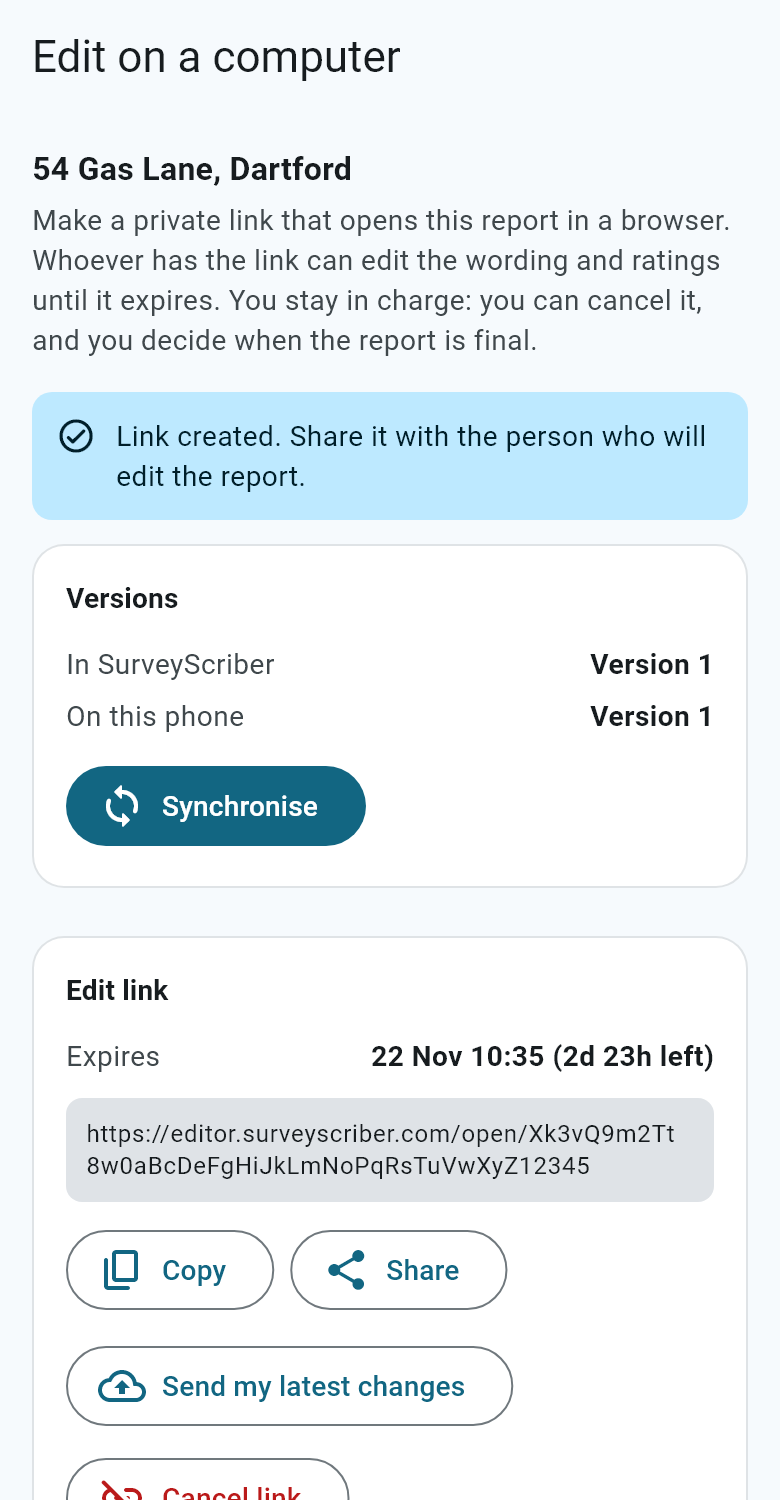 Edit on a computer
54 Gas Lane, Dartford
Make a private link that opens this report in a browser.
Whoever has the link can edit the wording and ratings
until it expires. You stay in charge: you can cancel it,
and you decide when the report is final.
Link created. Share it with the person who will
edit the report.
Versions
In SurveyScriber Version 1
On this phone Version 1
Synchronise
Edit link
Expires 22 Nov 10:35 (2d 23h left)
https://editor.surveyscriber.com/open/Xk3vQ9m2Tt
8w0aBcDeFgHiJkLmNoPqRsTuVwXyZ12345
Copy Share
Send my latest changes
Cancel link